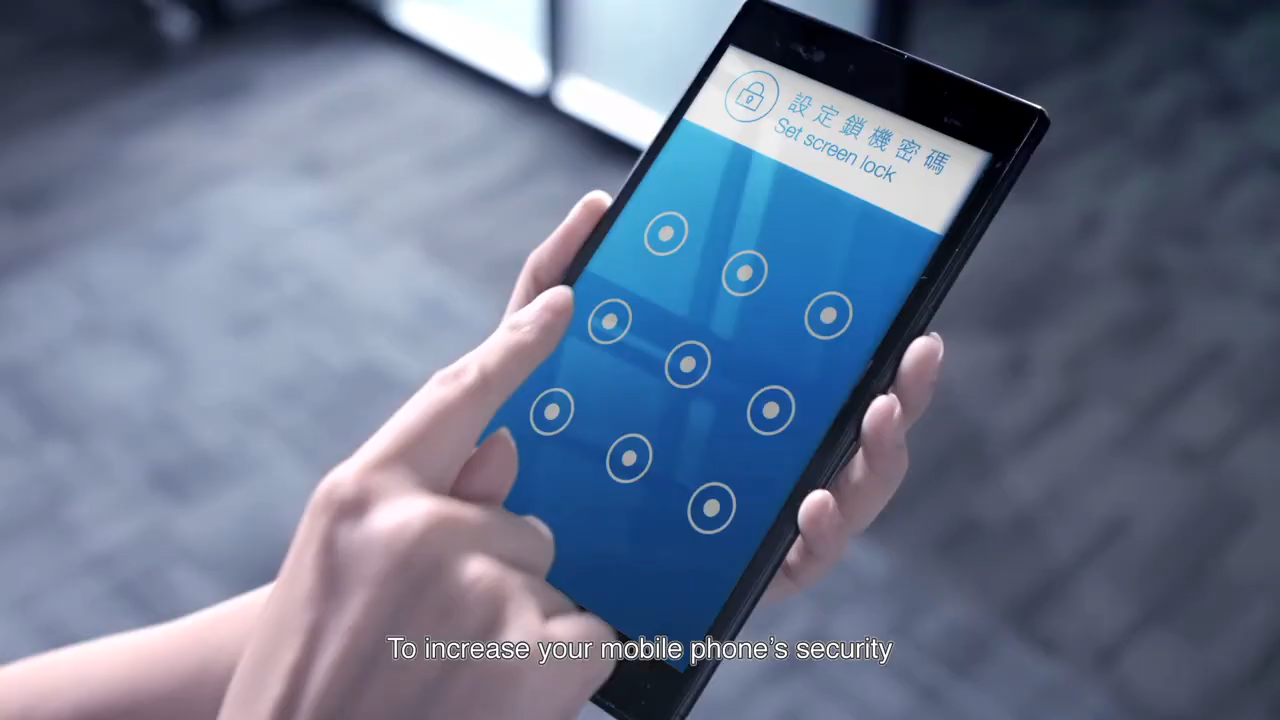 設定鎖機密碼
Set screen lock
To increase your mobile phone's security